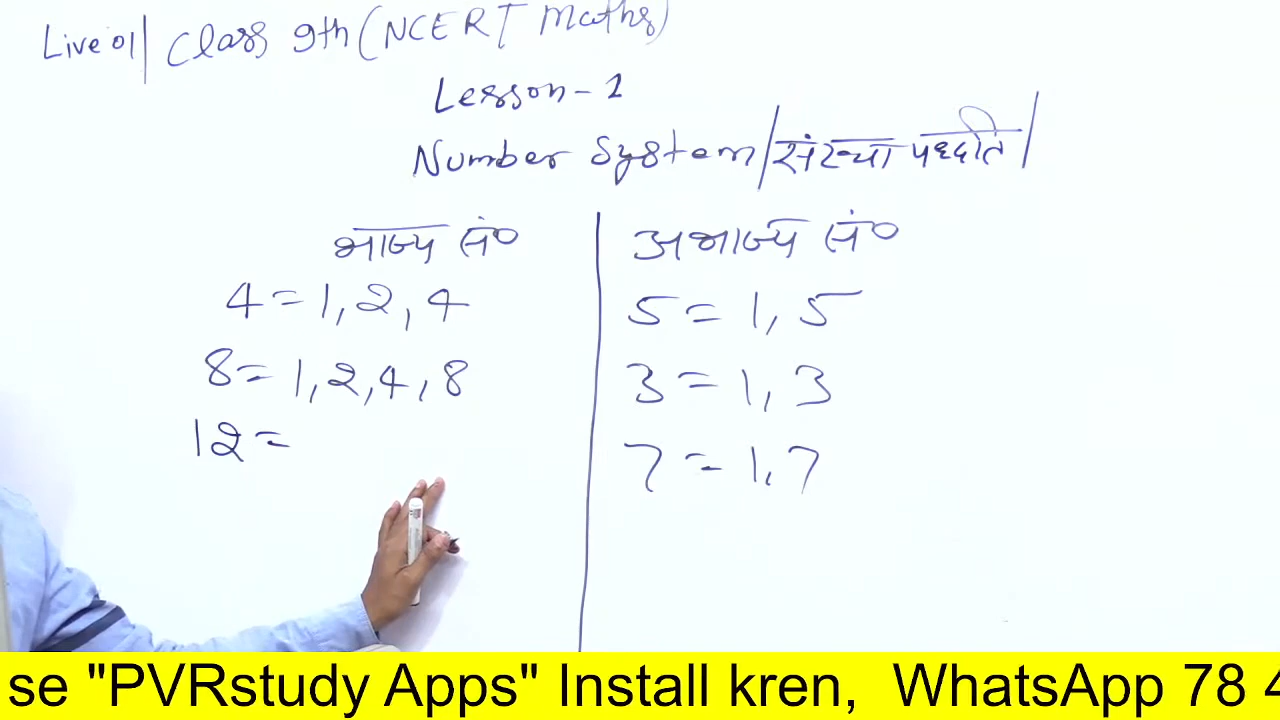 Live 01| Class 9th (NCERT Maths)
Lesson - 1
Number System |संख्या पध्दति|
भाज्य सं०
4 = 1, 2, 4
8 = 1, 2, 4, 8
12 =
अभाज्य सं०
5 = 1, 5
3 = 1, 3
7 = 1, 7
se "PVRstudy Apps" Install kren, WhatsApp 78 4